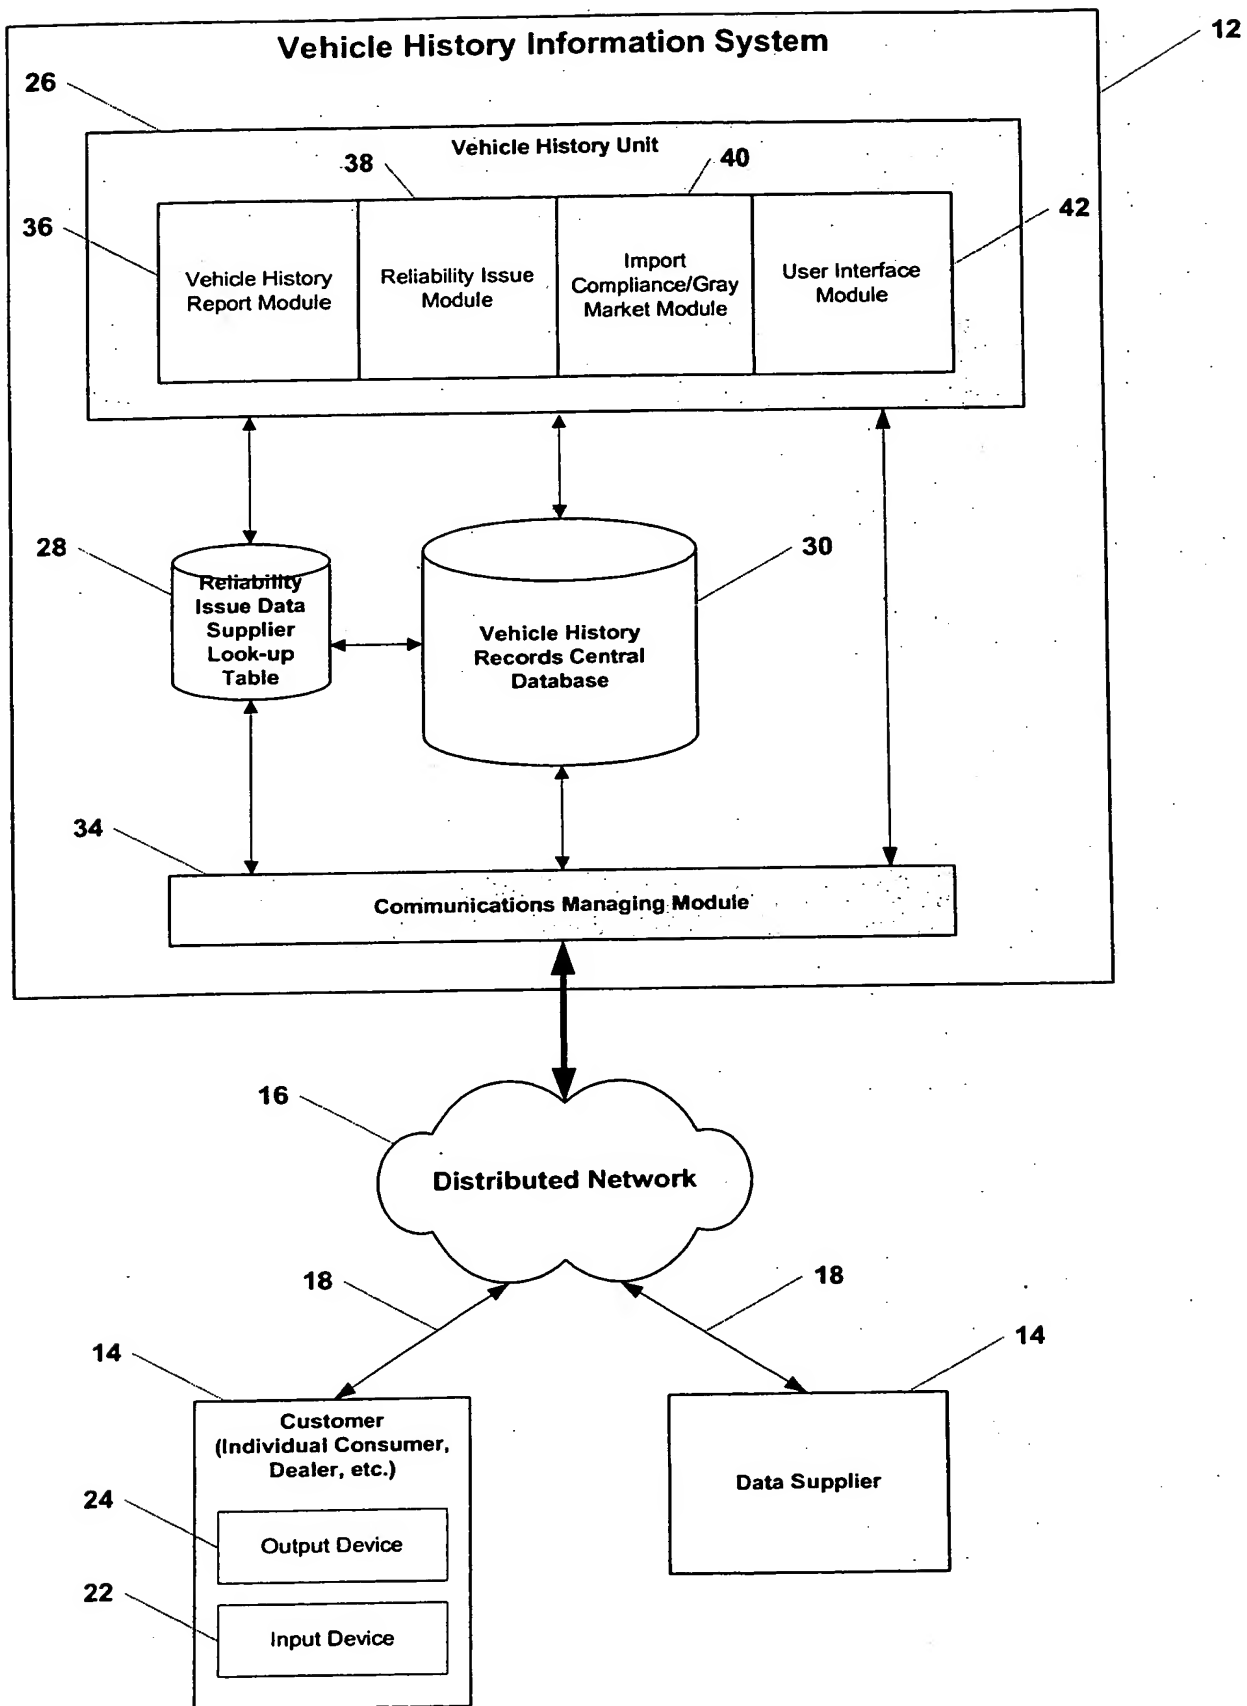 Vehicle History Information System
12
26
Vehicle History Unit
38
40
36
42
Vehicle History
Report Module
Reliability Issue
Module
Import
Compliance/Gray
Market Module
User Interface
Module
28
Reliability
Issue Data
Supplier
Look-up
Table
30
Vehicle History
Records Central
Database
34
Communications Managing Module
16
Distributed Network
18
18
14
14
Customer
(Individual Consumer,
Dealer, etc.)
Data Supplier
24
Output Device
22
Input Device